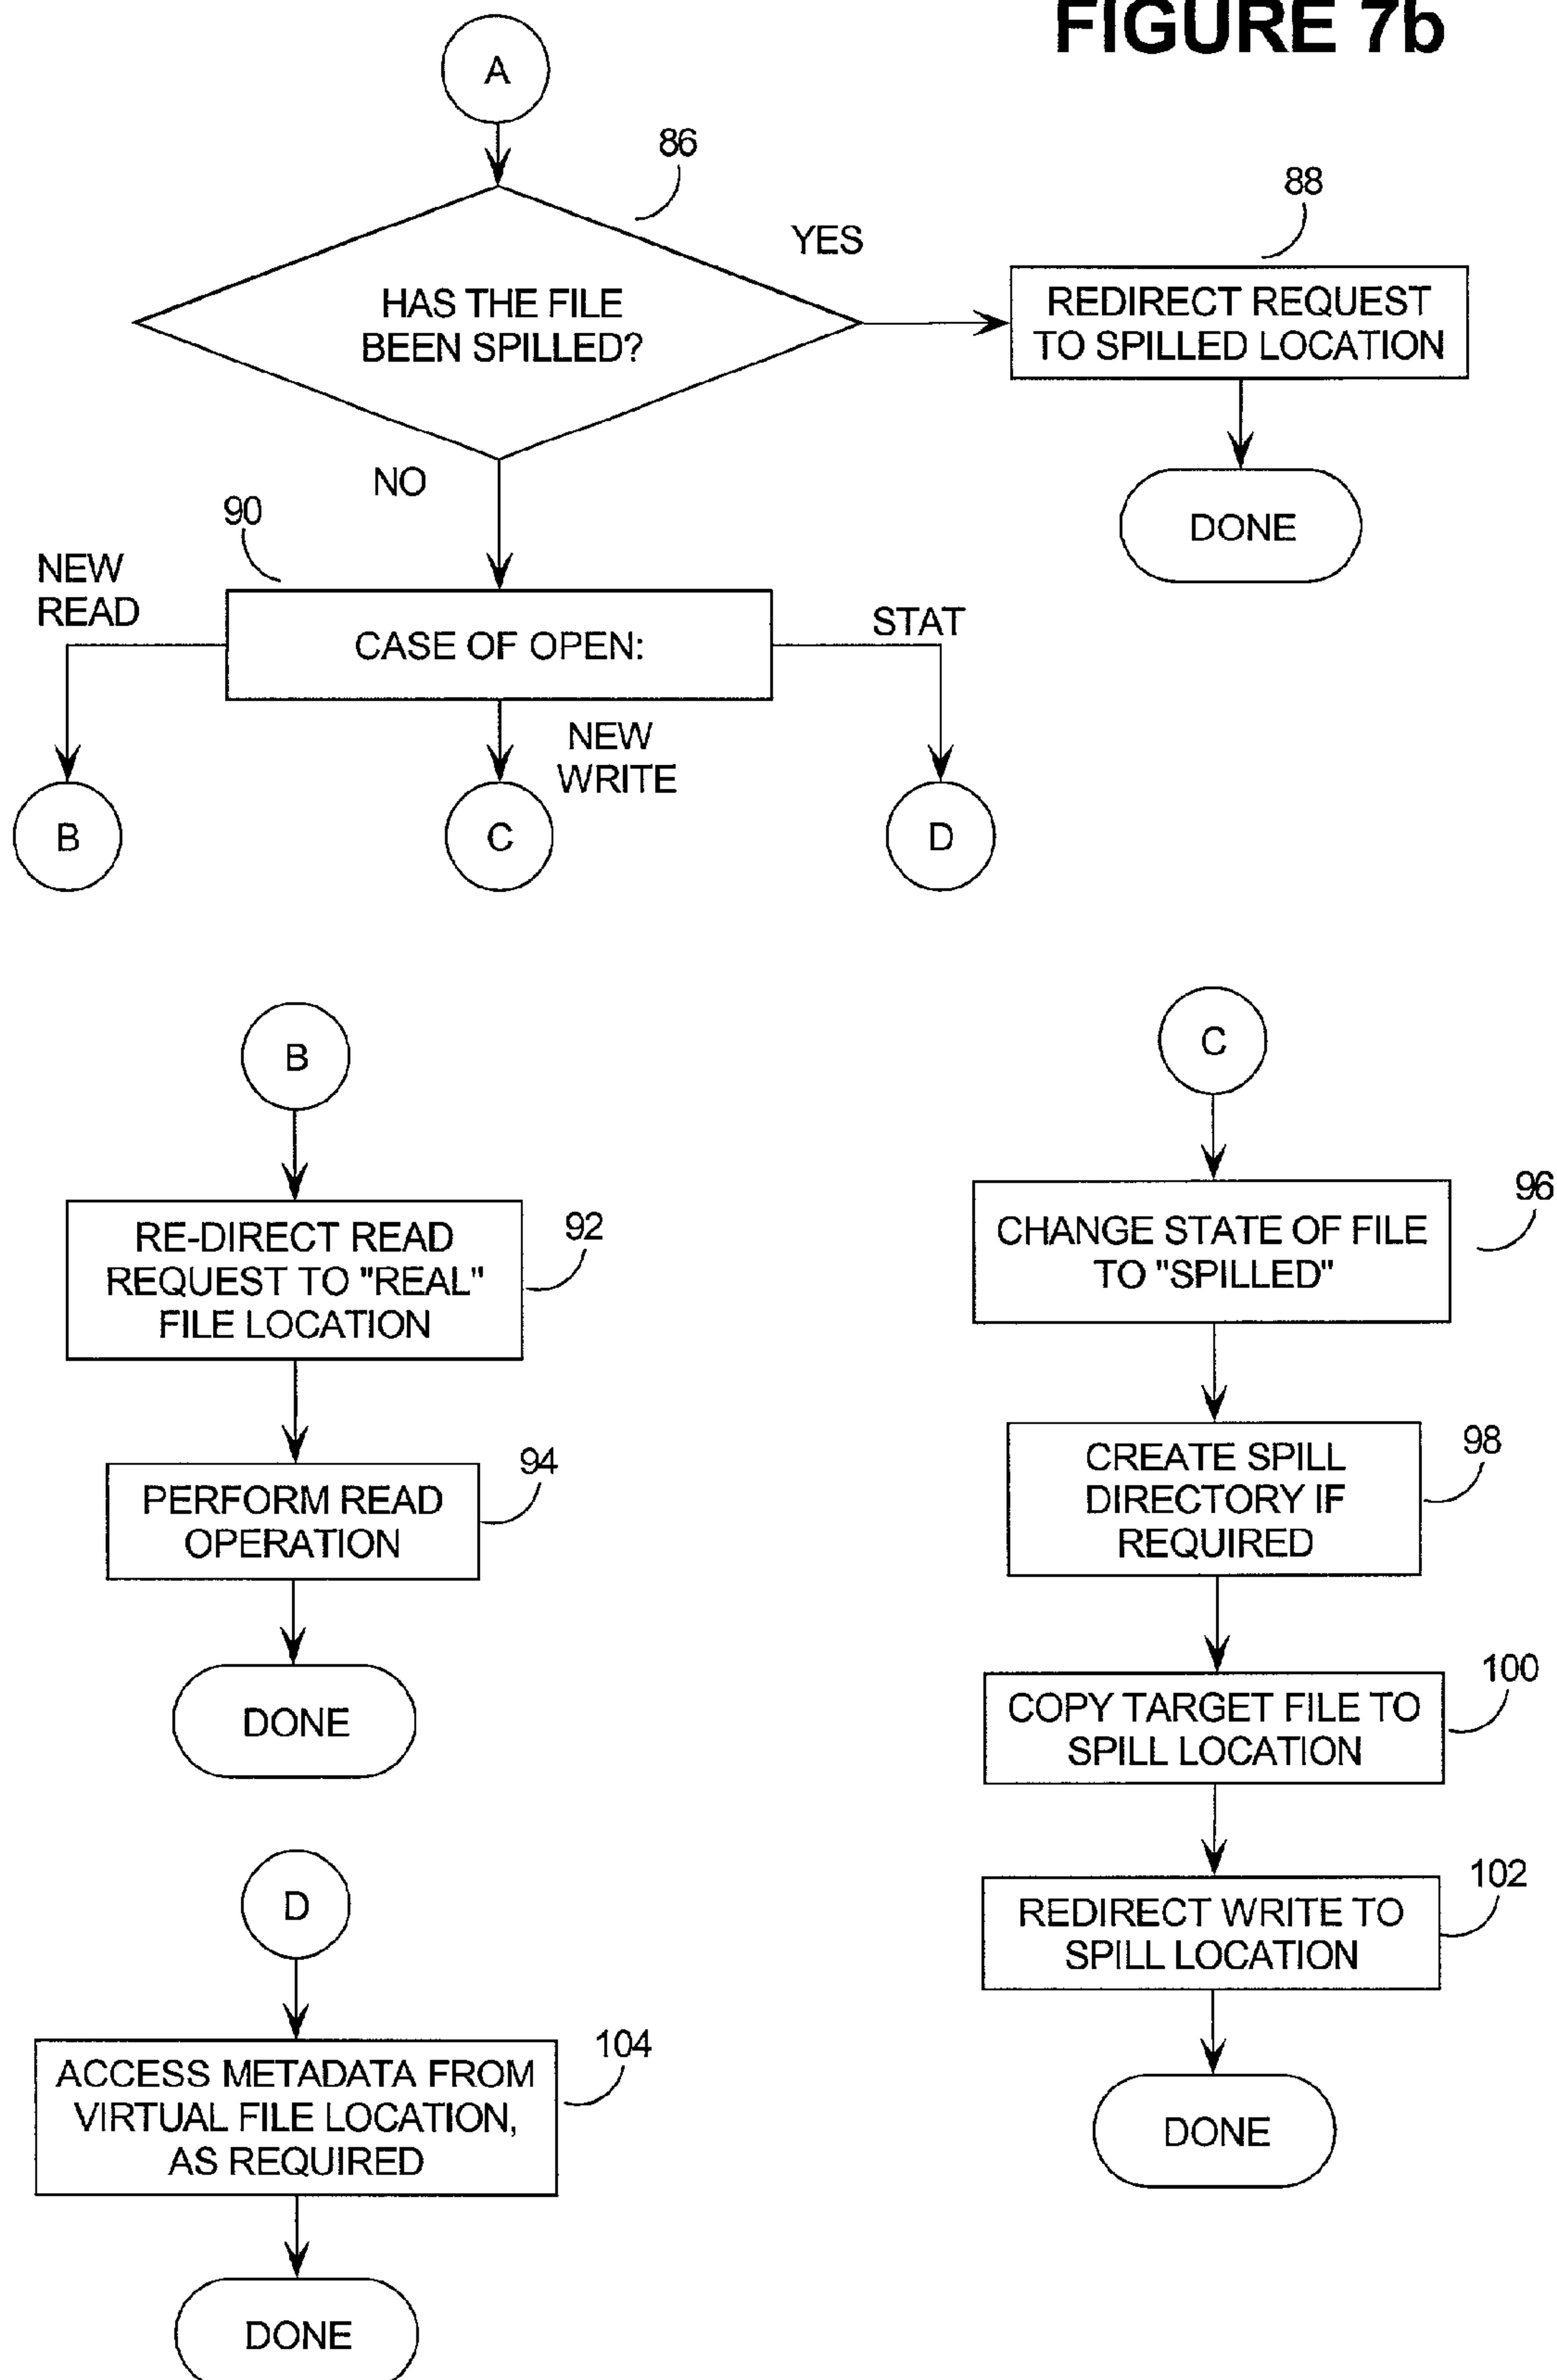 FIGURE 7b
A
86
88
YES
HAS THE FILE
BEEN SPILLED?
REDIRECT REQUEST
TO SPILLED LOCATION
NO
DONE
90
NEW
READ
CASE OF OPEN:
STAT
NEW
WRITE
B
C
D
B
RE-DIRECT READ
REQUEST TO "REAL"
FILE LOCATION
92
PERFORM READ
OPERATION
94
DONE
C
CHANGE STATE OF FILE
TO "SPILLED"
96
CREATE SPILL
DIRECTORY IF
REQUIRED
98
COPY TARGET FILE TO
SPILL LOCATION
100
REDIRECT WRITE TO
SPILL LOCATION
102
DONE
D
ACCESS METADATA FROM
VIRTUAL FILE LOCATION,
AS REQUIRED
104
DONE